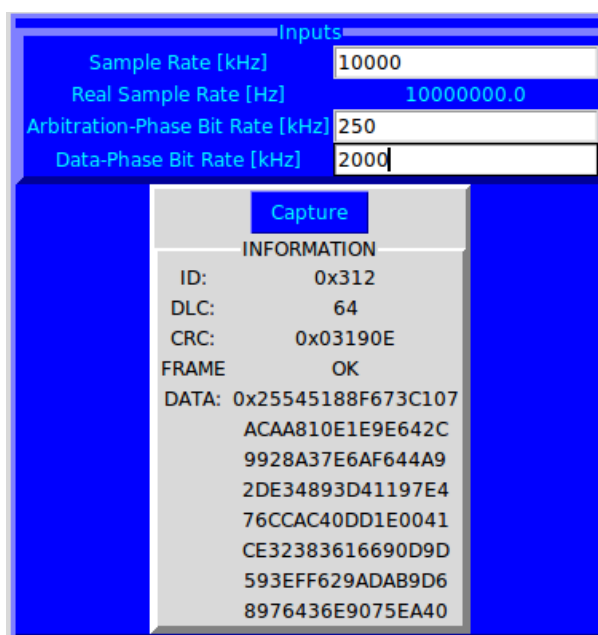 Inputs
Sample Rate [kHz] 10000
Real Sample Rate [Hz] 10000000.0
Arbitration-Phase Bit Rate [kHz] 250
Data-Phase Bit Rate [kHz] 2000
Capture
INFORMATION
ID: 0x312
DLC: 64
CRC: 0x03190E
FRAME OK
DATA: 0x25545188F673C107
ACAA810E1E9E642C
9928A37E6AF644A9
2DE34893D41197E4
76CCAC40DD1E0041
CE32383616690D9D
593EFF629ADAB9D6
8976436E9075EA40